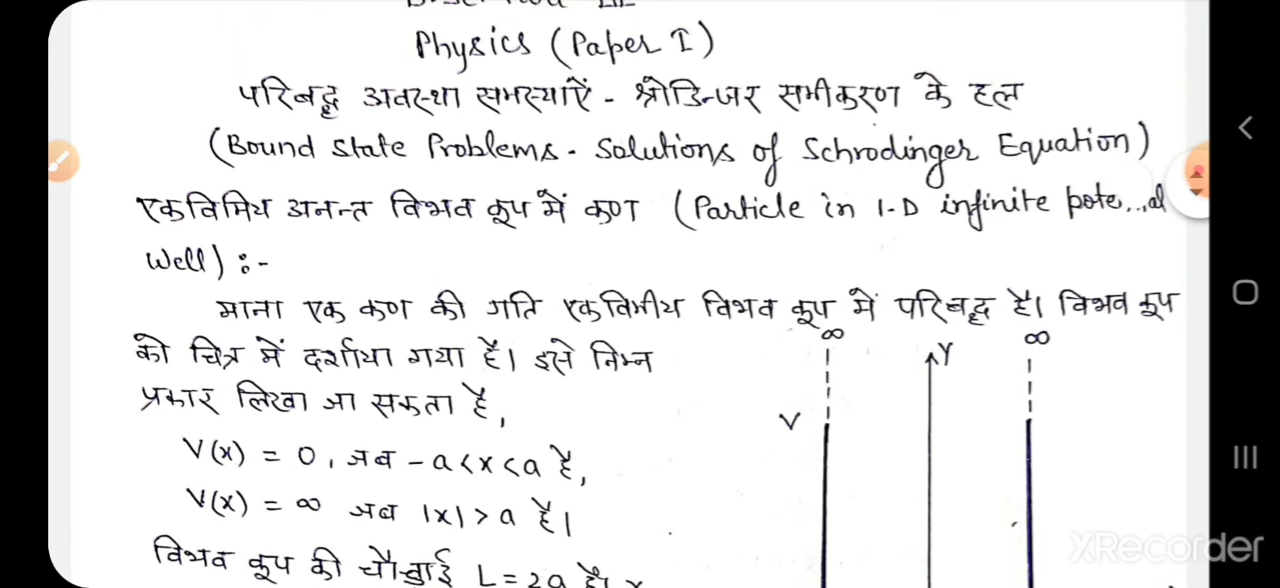 Physics (Paper I)
परिबद्ध अवस्था समस्याऐं - श्रोडिन्जर समीकरण के हल
(Bound State Problems - Solutions of Schrodinger Equation)
एकविमिय अनन्त विभव कूप में कण (Particle in 1-D infinite pote...al
Well) :-
माना एक कण की गति एकविमीय विभव कूप में परिबद्ध है। विभव कूप
को चित्र में दर्शाया गया है। इसे निम्न
प्रकार लिखा जा सकता है,
V(x) = 0, जब -a<x<a है,
V(x) = ∞ जब |x|>a है।
विभव कूप की चौड़ाई L=2a है।
∞ ∞
Y
V
XRecorder